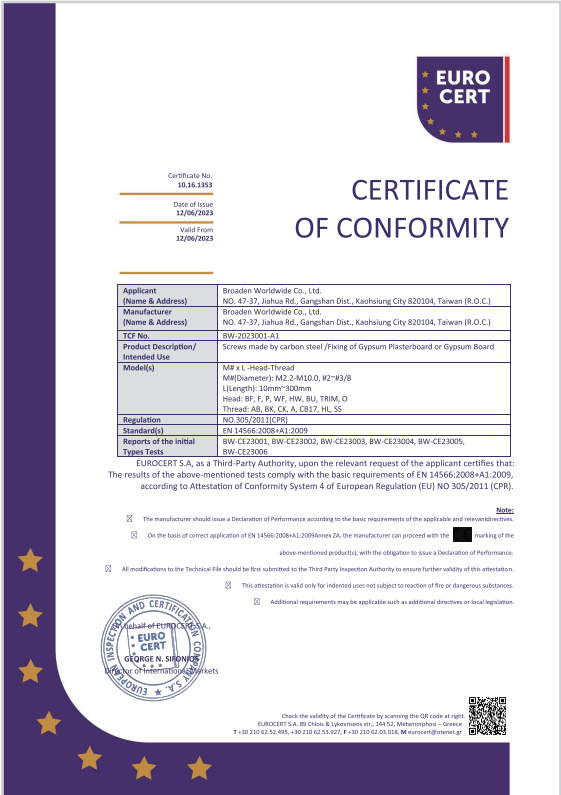 EURO
CERT
Certificate No.
10.16.1353
Date of Issue
12/06/2023
Valid From
12/06/2023
CERTIFICATE
OF CONFORMITY
Applicant
(Name & Address)
Broaden Worldwide Co., Ltd.
NO. 47-37, Jiahua Rd., Gangshan Dist., Kaohsiung City 820104, Taiwan (R.O.C.)
Manufacturer
(Name & Address)
Broaden Worldwide Co., Ltd.
NO. 47-37, Jiahua Rd., Gangshan Dist., Kaohsiung City 820104, Taiwan (R.O.C.)
TCF No.
BW-2023001-A1
Product Description/
Intended Use
Screws made by carbon steel /Fixing of Gypsum Plasterboard or Gypsum Board
Model(s)
M# x L -Head-Thread
M#(Diameter): M2.2-M10.0, #2~#3/8
L(Length): 10mm~300mm
Head: BF, F, P, WF, HW, BU, TRIM, O
Thread: AB, BK, CK, A, CB17, HL, SS
Regulation
NO.305/2011(CPR)
Standard(s)
EN 14566:2008+A1:2009
Reports of the initial
Types Tests
BW-CE23001, BW-CE23002, BW-CE23003, BW-CE23004, BW-CE23005,
BW-CE23006
EUROCERT S.A, as a Third-Party Authority, upon the relevant request of the applicant certifies that:
The results of the above-mentioned tests comply with the basic requirements of EN 14566:2008+A1:2009,
according to Attestation of Conformity System 4 of European Regulation (EU) NO 305/2011 (CPR).
Note:
The manufacturer should issue a Declaration of Performance according to the basic requirements of the applicable and relevantdirectives.
On the basis of correct application of EN 14566:2008+A1:2009Annex ZA, the manufacturer can proceed with the marking of the
above-mentioned product(s), with the obligation to issue a Declaration of Performance.
All modifications to the Technical File should be first submitted to the Third Party Inspection Authority to ensure further validity of this attestation.
This attestation is valid only for indented uses not subject to reaction of fire or dangerous substances.
Additional requirements may be applicable such as additional directives or local legislation.
On behalf of EUROCERT S.A.,
EUROPEAN INSPECTION AND CERTIFICATION COMPANY S.A.
EURO
CERT
GEORGE N. SIFONIOS
Director of International Markets
Check the validity of the Certificate by scanning the QR code at right.
EUROCERT S.A. 89 Chlois & Lykovriseos str., 144 52, Metamorphosis – Greece
T +30 210 62.52.495, +30 210 62.53.927, F +30 210 62.03.018, M eurocert@otenet.gr